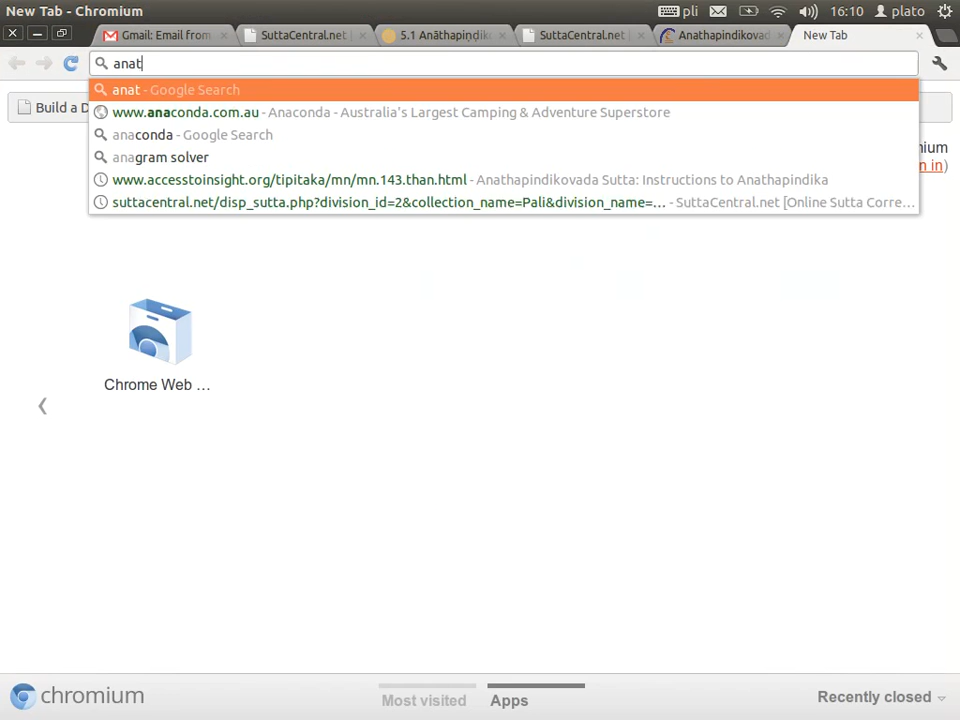 New Tab - Chromium
pli
16:10
plato
Gmail: Email from
SuttaCentral.net
5.1 Anāthapiṇḍiko
SuttaCentral.net
Anathapindikovad
New Tab
anat
Build a D
anat - Google Search
www.anaconda.com.au - Anaconda - Australia's Largest Camping & Adventure Superstore
anaconda - Google Search
anagram solver
www.accesstoinsight.org/tipitaka/mn/mn.143.than.html - Anathapindikovada Sutta: Instructions to Anathapindika
suttacentral.net/disp_sutta.php?division_id=2&collection_name=Pali&division_name=... - SuttaCentral.net [Online Sutta Corre...
nium
n in)
Chrome Web ...
chromium
Most visited
Apps
Recently closed